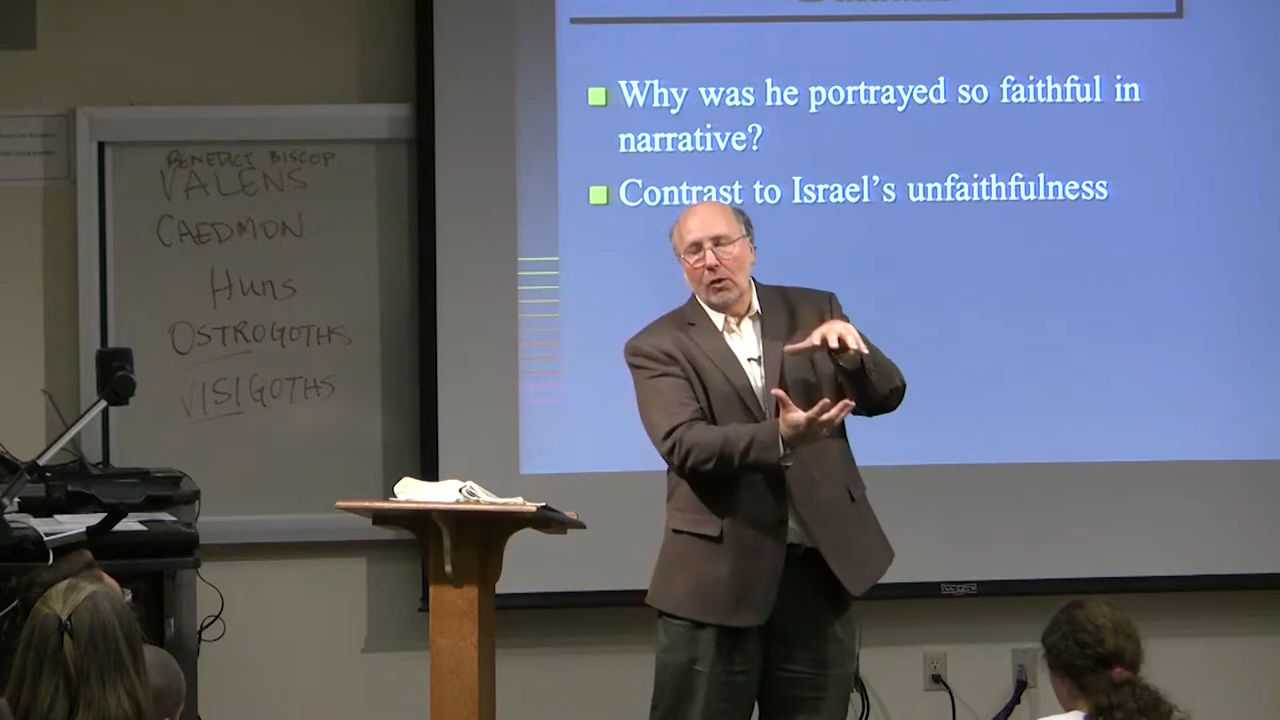 Why was he portrayed so faithful in
narrative?
Contrast to Israel's unfaithfulness
BENEDICT BISCOP
VALENS
CAEDMON
Huns
OSTROGOTHS
VISIGOTHS